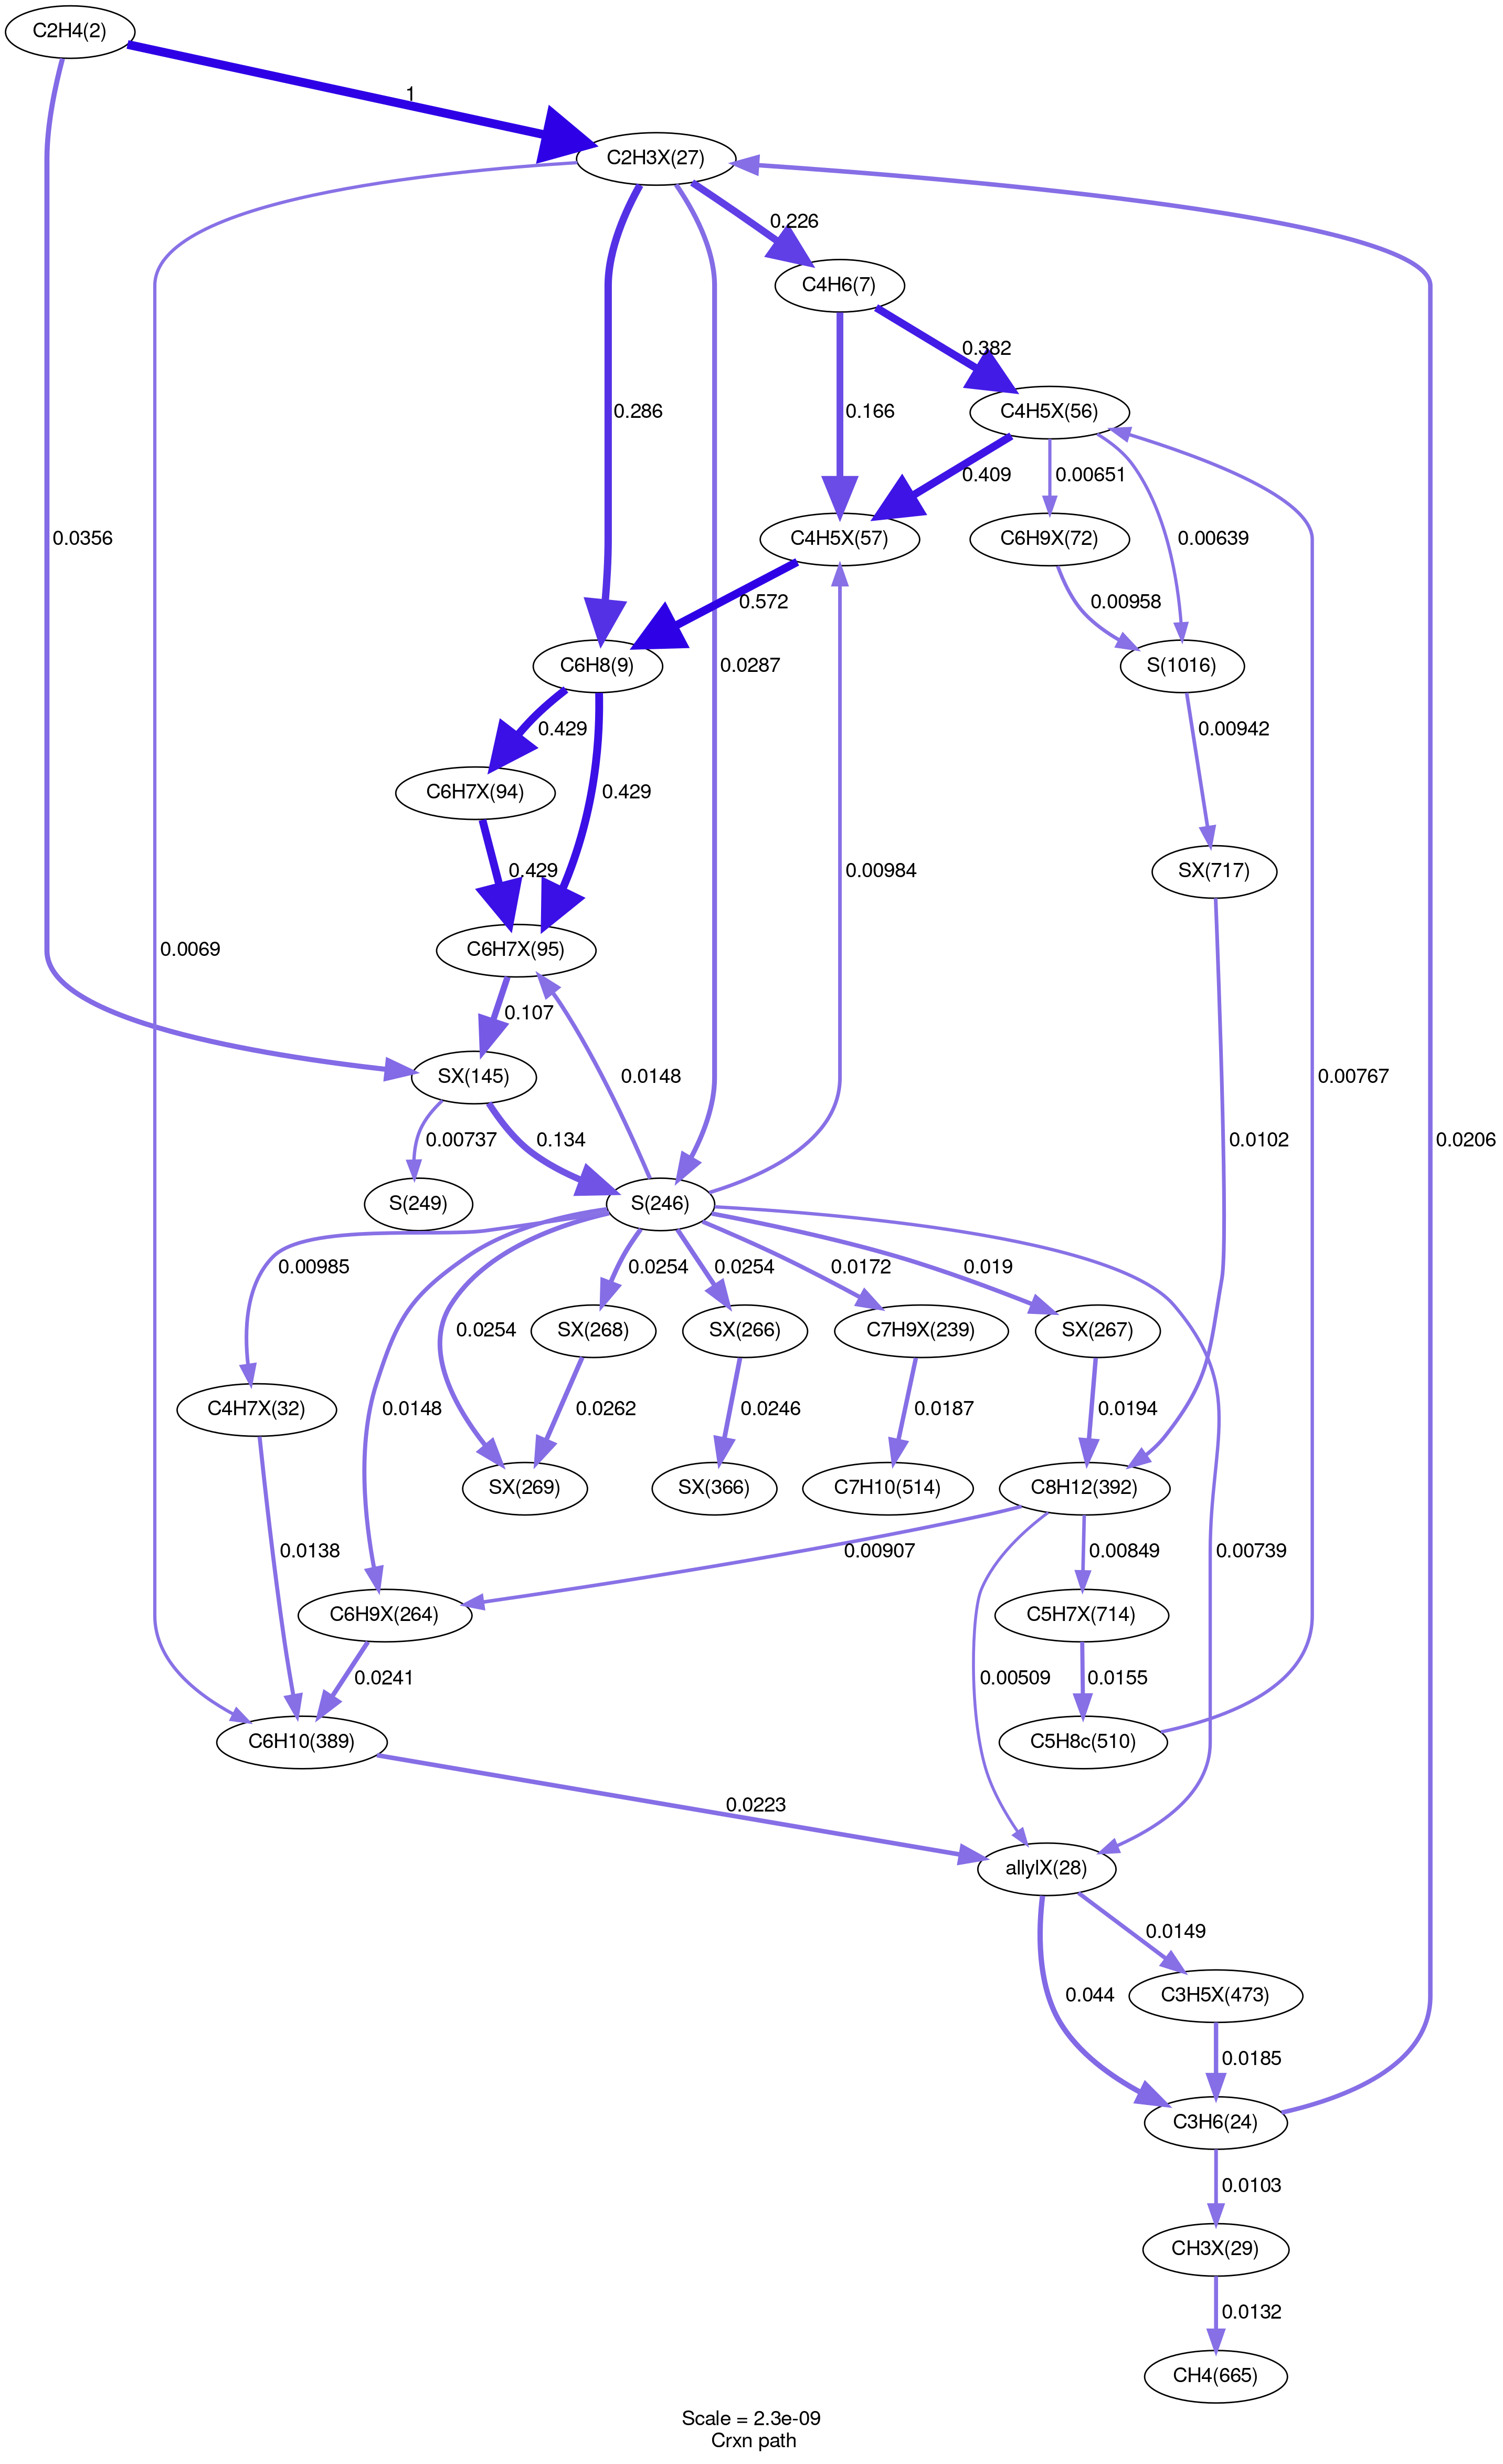 C2H4(2)
1
C2H3X(27)
0.226
C4H6(7)
0.382
0.286
0.166
C4H5X(56)
0.409
0.00651
0.0356
C4H5X(57)
C6H9X(72)
0.00639
0.572
0.00958
C6H8(9)
0.0287
S(1016)
0.429
0.00942
C6H7X(94)
0.429
0.429
0.00984
SX(717)
0.0069
C6H7X(95)
0.107
0.0148
0.00767
SX(145)
0.00737
0.134
0.0102
0.0206
S(249)
S(246)
0.00985
0.0254
0.0254
0.0172
0.019
0.0254
SX(268)
SX(266)
C7H9X(239)
SX(267)
C4H7X(32)
0.0148
0.0262
0.0246
0.0187
0.0194
SX(269)
SX(366)
C7H10(514)
C8H12(392)
0.0138
0.00907
0.00849
0.00739
C6H9X(264)
C5H7X(714)
0.0241
0.00509
0.0155
C6H10(389)
C5H8c(510)
0.0223
allylX(28)
0.0149
0.044
C3H5X(473)
0.0185
C3H6(24)
0.0103
CH3X(29)
0.0132
CH4(665)
Scale = 2.3e-09
Crxn path